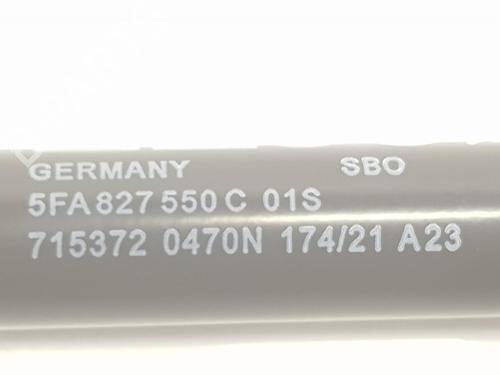 GERMANY SBO
5FA 827 550 C 01S
715372 0470N 174/21 A23